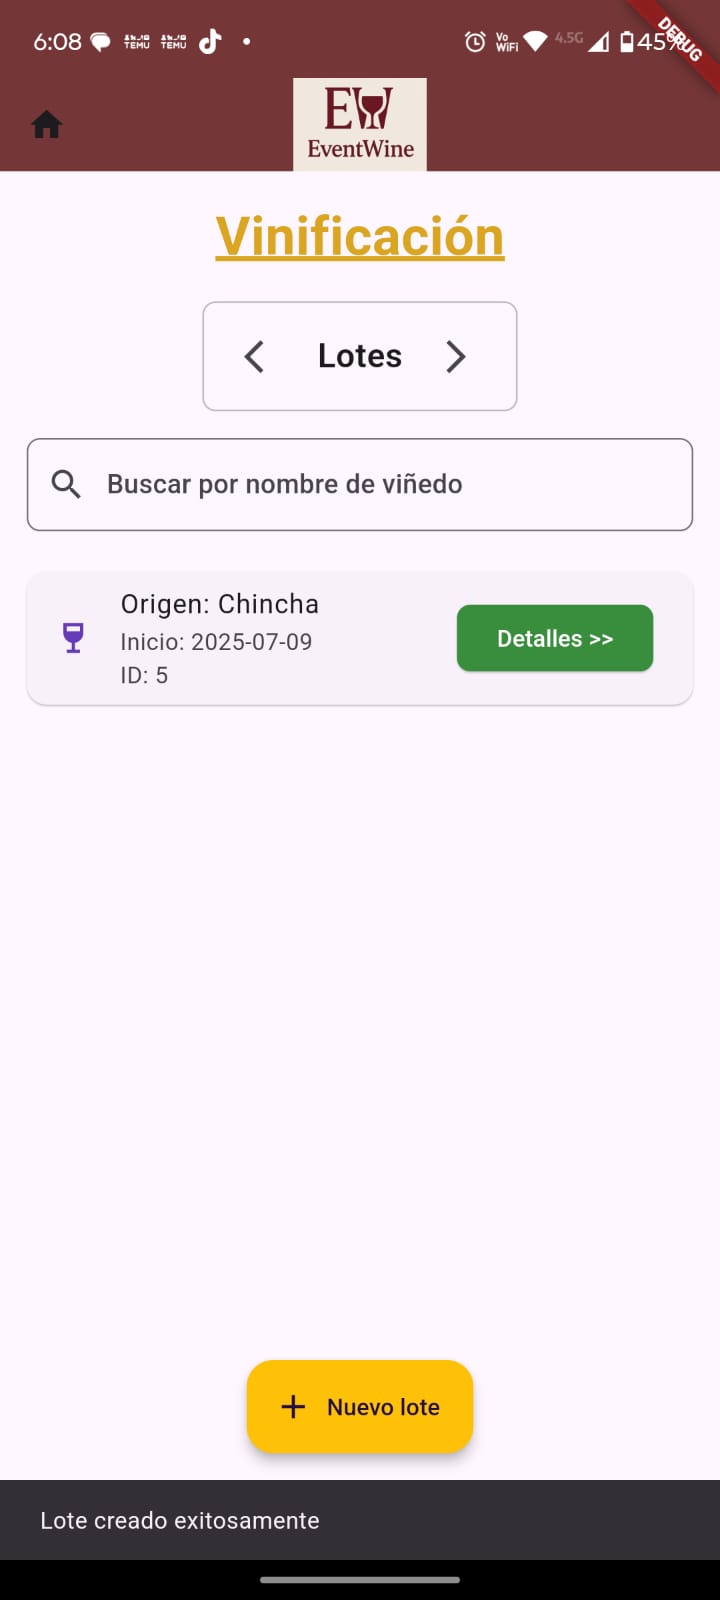 6:08 TEMU TEMU Vo WiFi 4.5G 45%
DEBUG
EW
EventWine
Vinificación
Lotes
Buscar por nombre de viñedo
Origen: Chincha
Inicio: 2025-07-09
ID: 5
Detalles >>
+ Nuevo lote
Lote creado exitosamente